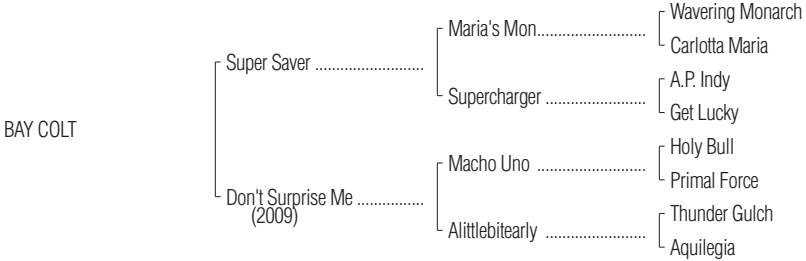 Wavering Monarch
Maria's Mon..........................
Carlotta Maria
Super Saver ..........................
A.P. Indy
Supercharger ........................
Get Lucky
BAY COLT
Holy Bull
Macho Uno ..........................
Primal Force
Don't Surprise Me ................
(2009)
Thunder Gulch
Alittlebitearly ........................
Aquilegia